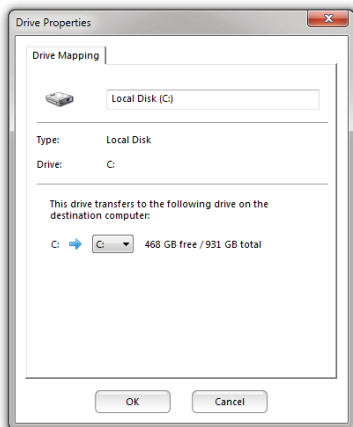 Drive Properties
Drive Mapping
Local Disk (C:)
Type: Local Disk
Drive: C:
This drive transfers to the following drive on the
destination computer:
C: C: 468 GB free / 931 GB total
OK Cancel